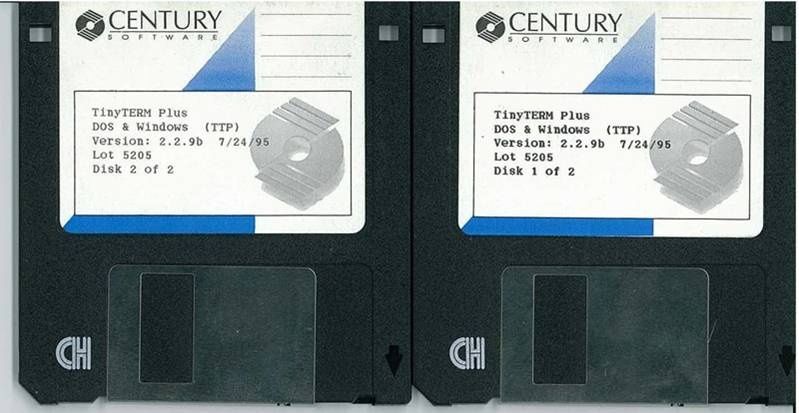 CENTURY
SOFTWARE
TinyTERM Plus
DOS & Windows (TTP)
Version: 2.2.9b 7/24/95
Lot 5205
Disk 2 of 2
CH
CENTURY
SOFTWARE
TinyTERM Plus
DOS & Windows (TTP)
Version: 2.2.9b 7/24/95
Lot 5205
Disk 1 of 2
CH